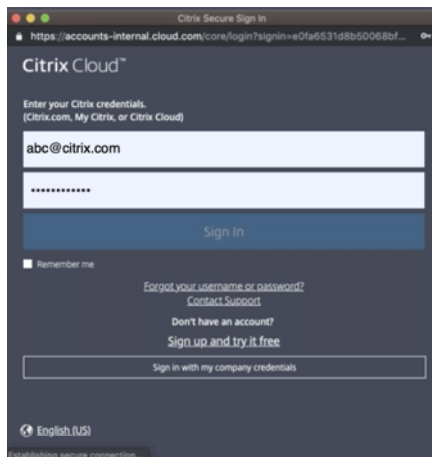 Citrix Secure Sign In
https://accounts-internal.cloud.com/core/login?signin=e0fa6531d8b50068bf...
Citrix Cloud™
Enter your Citrix credentials.
(Citrix.com, My Citrix, or Citrix Cloud)
abc@citrix.com
••••••••••••
Sign In
Remember me
Forgot your username or password?
Contact Support
Don't have an account?
Sign up and try it free
Sign in with my company credentials
English (US)
Establishing secure connection...